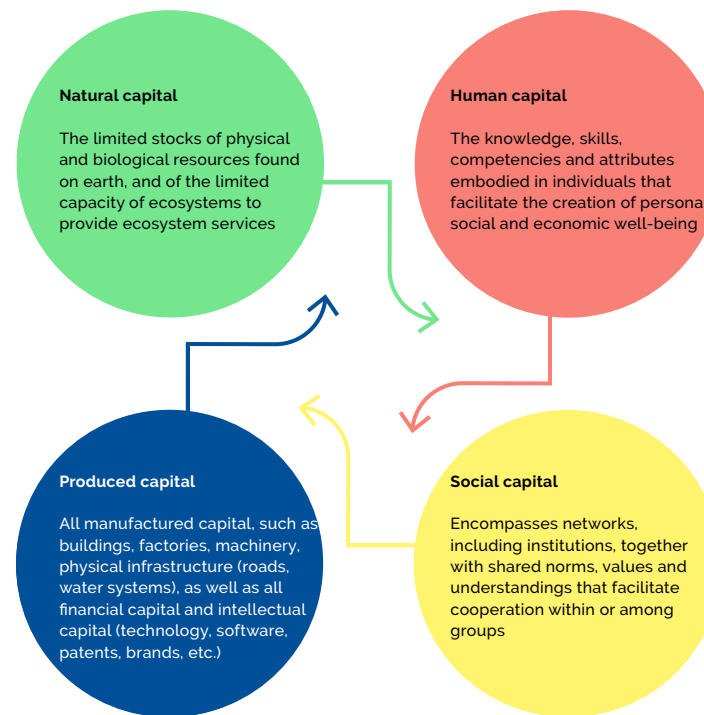 Natural capital
The limited stocks of physical
and biological resources found
on earth, and of the limited
capacity of ecosystems to
provide ecosystem services
Human capital
The knowledge, skills,
competencies and attributes
embodied in individuals that
facilitate the creation of persona
social and economic well-being
Produced capital
All manufactured capital, such as
buildings, factories, machinery,
physical infrastructure (roads,
water systems), as well as all
financial capital and intellectual
capital (technology, software,
patents, brands, etc.)
Social capital
Encompasses networks,
including institutions, together
with shared norms, values and
understandings that facilitate
cooperation within or among
groups